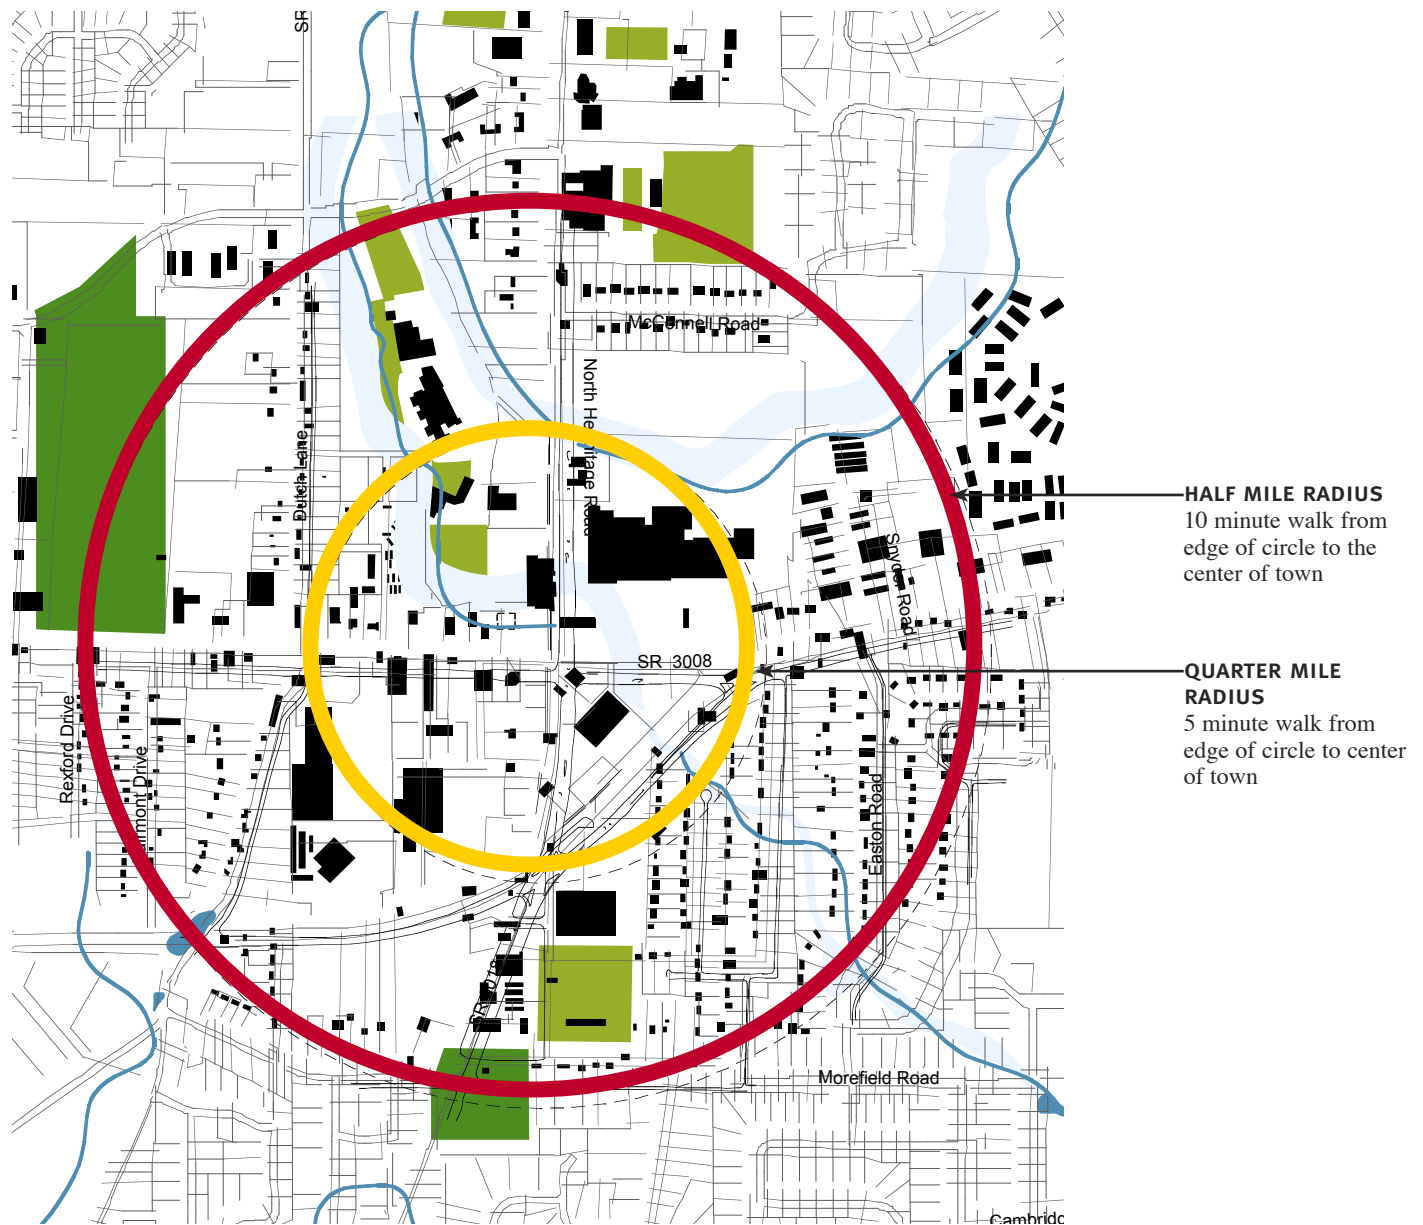 SR
McConnell Road
North Heritage Road
Dutch Lane
HALF MILE RADIUS
10 minute walk from
edge of circle to the
center of town
Snyder Road
SR 3008
QUARTER MILE
RADIUS
5 minute walk from
edge of circle to center
of town
Rexford Drive
Drive
Easton Road
SR
Morefield Road